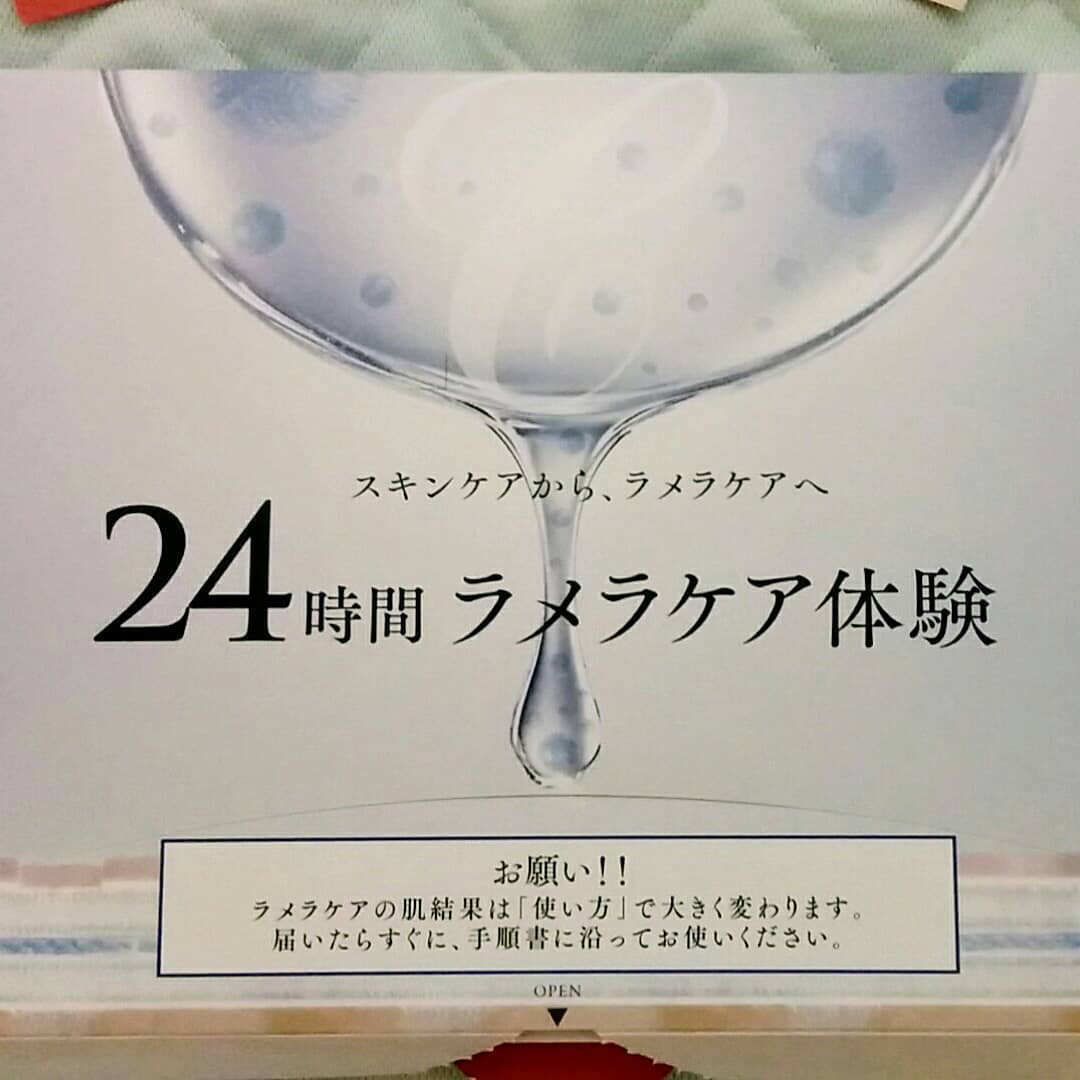 スキンケアから、ラメラケアへ
24時間 ラメラケア体験
お願い!!
ラメラケアの肌結果は「使い方」で大きく変わります。
届いたらすぐに、手順書に沿ってお使いください。
OPEN